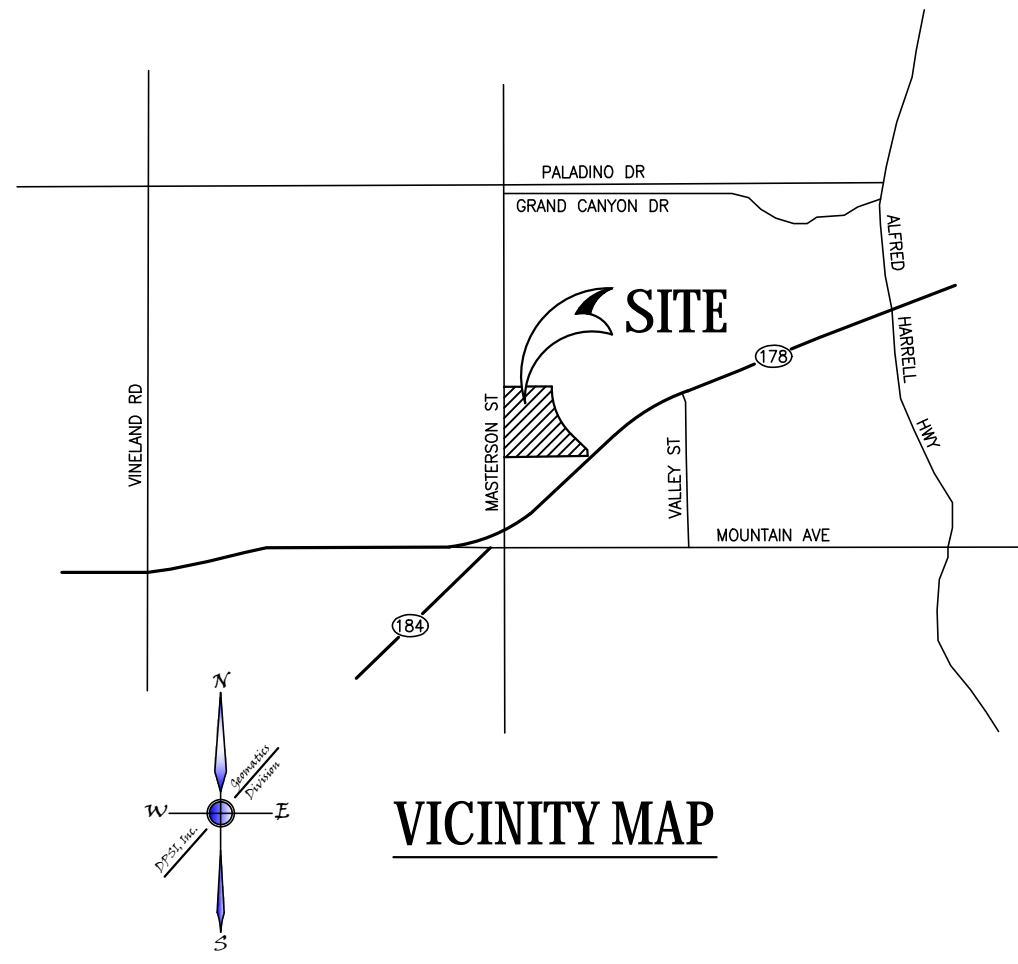 PALADINO DR
GRAND CANYON DR
ALFRED
HARRELL
HWY
SITE
178
VINELAND RD
MASTERSON ST
VALLEY ST
MOUNTAIN AVE
184
N
Geomatics
Division
W
E
DPSI, Inc.
S
VICINITY MAP